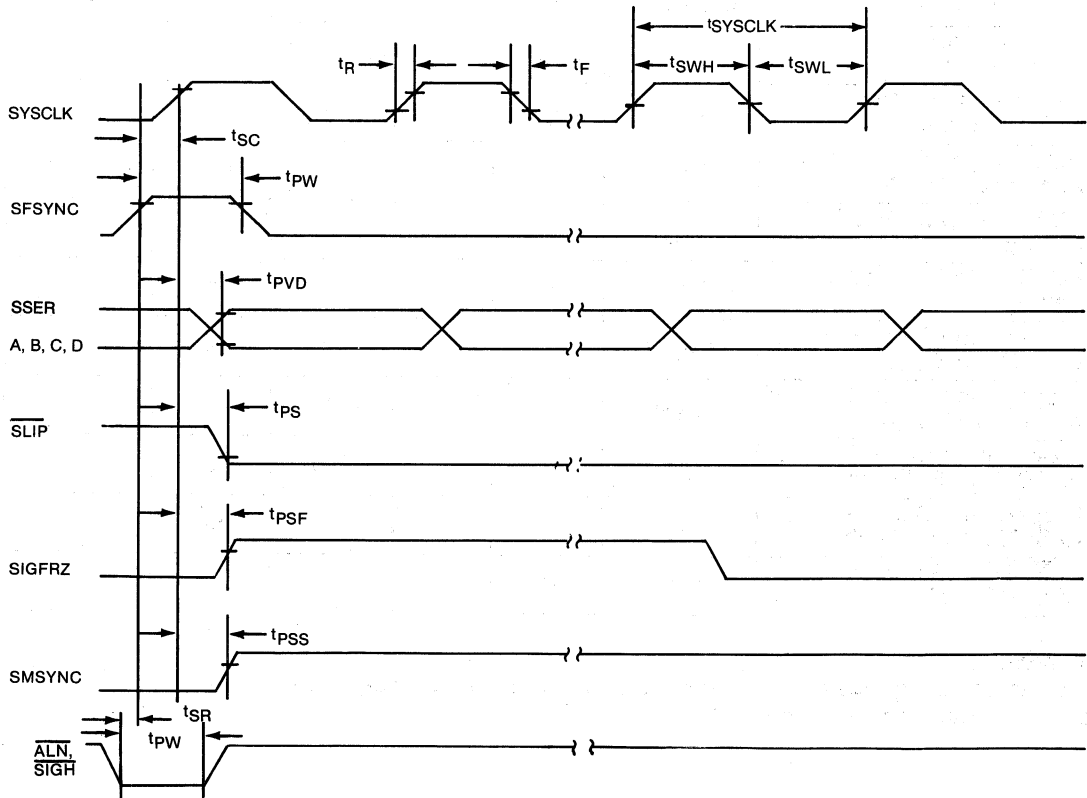 tSYSCLK
tR tF tSWH tSWL
SYSCLK
tSC
tPW
SFSYNC
tPVD
SSER
A, B, C, D
tPS
SLIP
tPSF
SIGFRZ
tPSS
SMSYNC
tSR
tPW
ALN,
SIGH